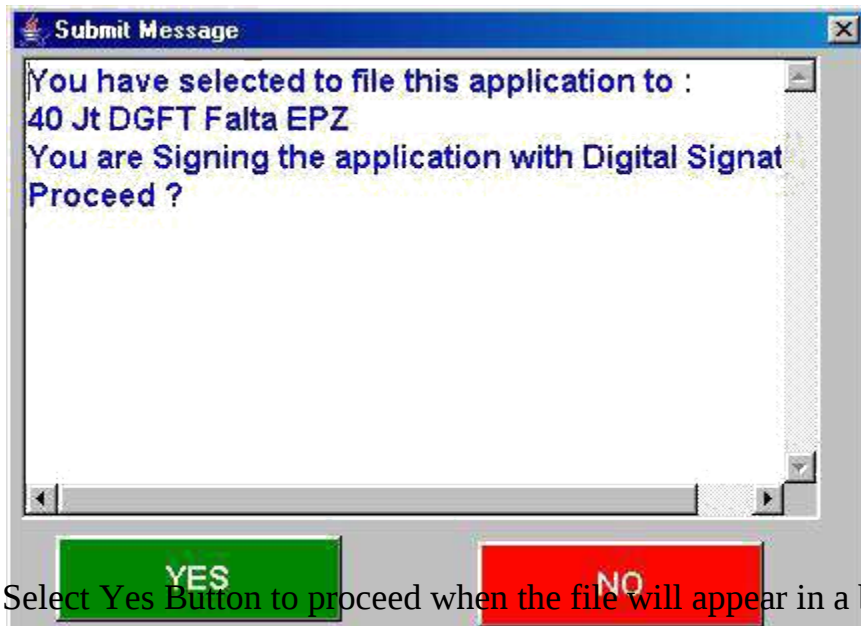 Submit Message
You have selected to file this application to :
40 Jt DGFT Falta EPZ
You are Signing the application with Digital Signat
Proceed ?
YES
NO
Select Yes Button to proceed when the file will appear in a